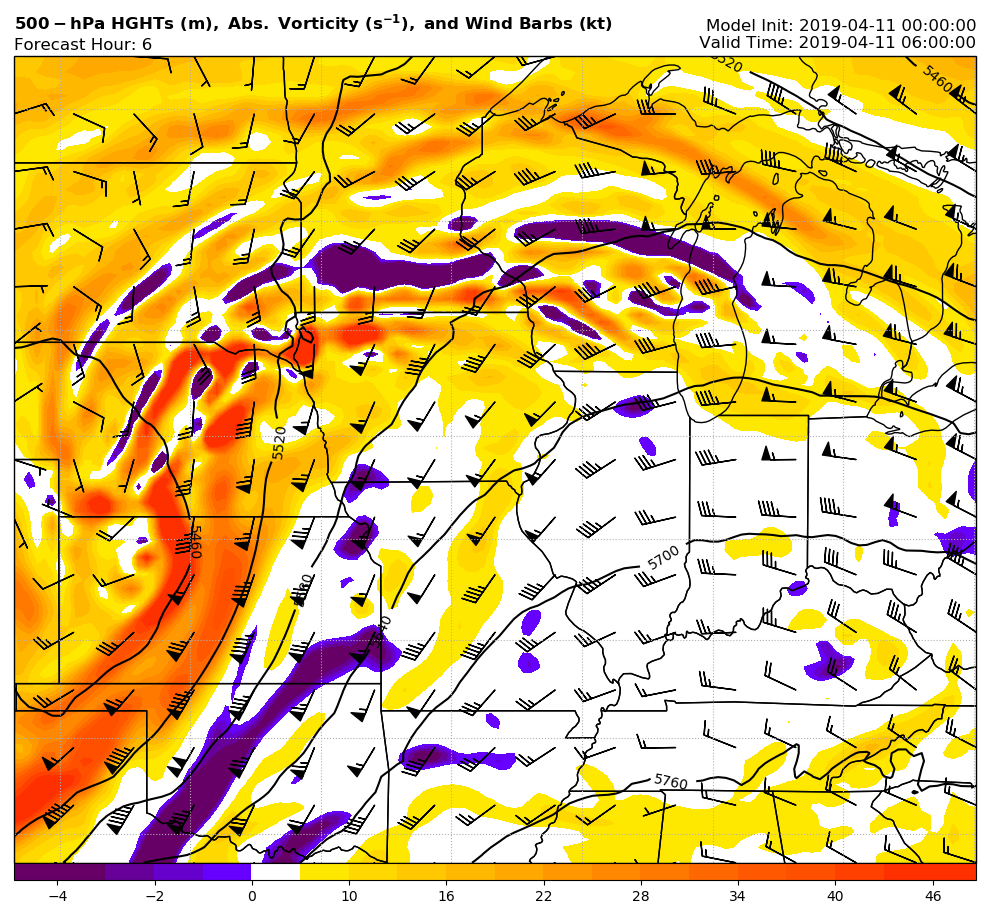 500 − hPa HGHTs (m), Abs. Vorticity (s⁻¹), and Wind Barbs (kt)
Forecast Hour: 6
Model Init: 2019-04-11 00:00:00
Valid Time: 2019-04-11 06:00:00
5520
5460
5520
5460
5700
5760
−4 −2 0 10 16 22 28 34 40 46